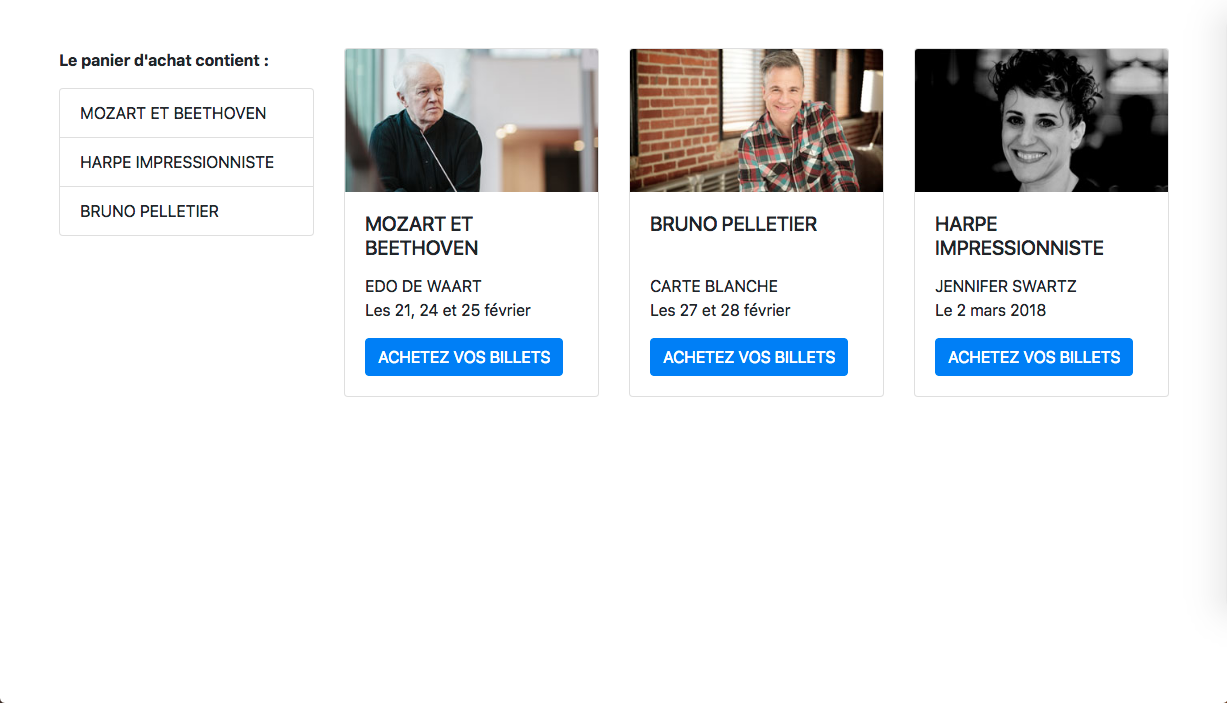 Le panier d'achat contient :
MOZART ET BEETHOVEN
HARPE IMPRESSIONNISTE
BRUNO PELLETIER
MOZART ET
BEETHOVEN
EDO DE WAART
Les 21, 24 et 25 février
ACHETEZ VOS BILLETS
BRUNO PELLETIER
CARTE BLANCHE
Les 27 et 28 février
ACHETEZ VOS BILLETS
HARPE
IMPRESSIONNISTE
JENNIFER SWARTZ
Le 2 mars 2018
ACHETEZ VOS BILLETS